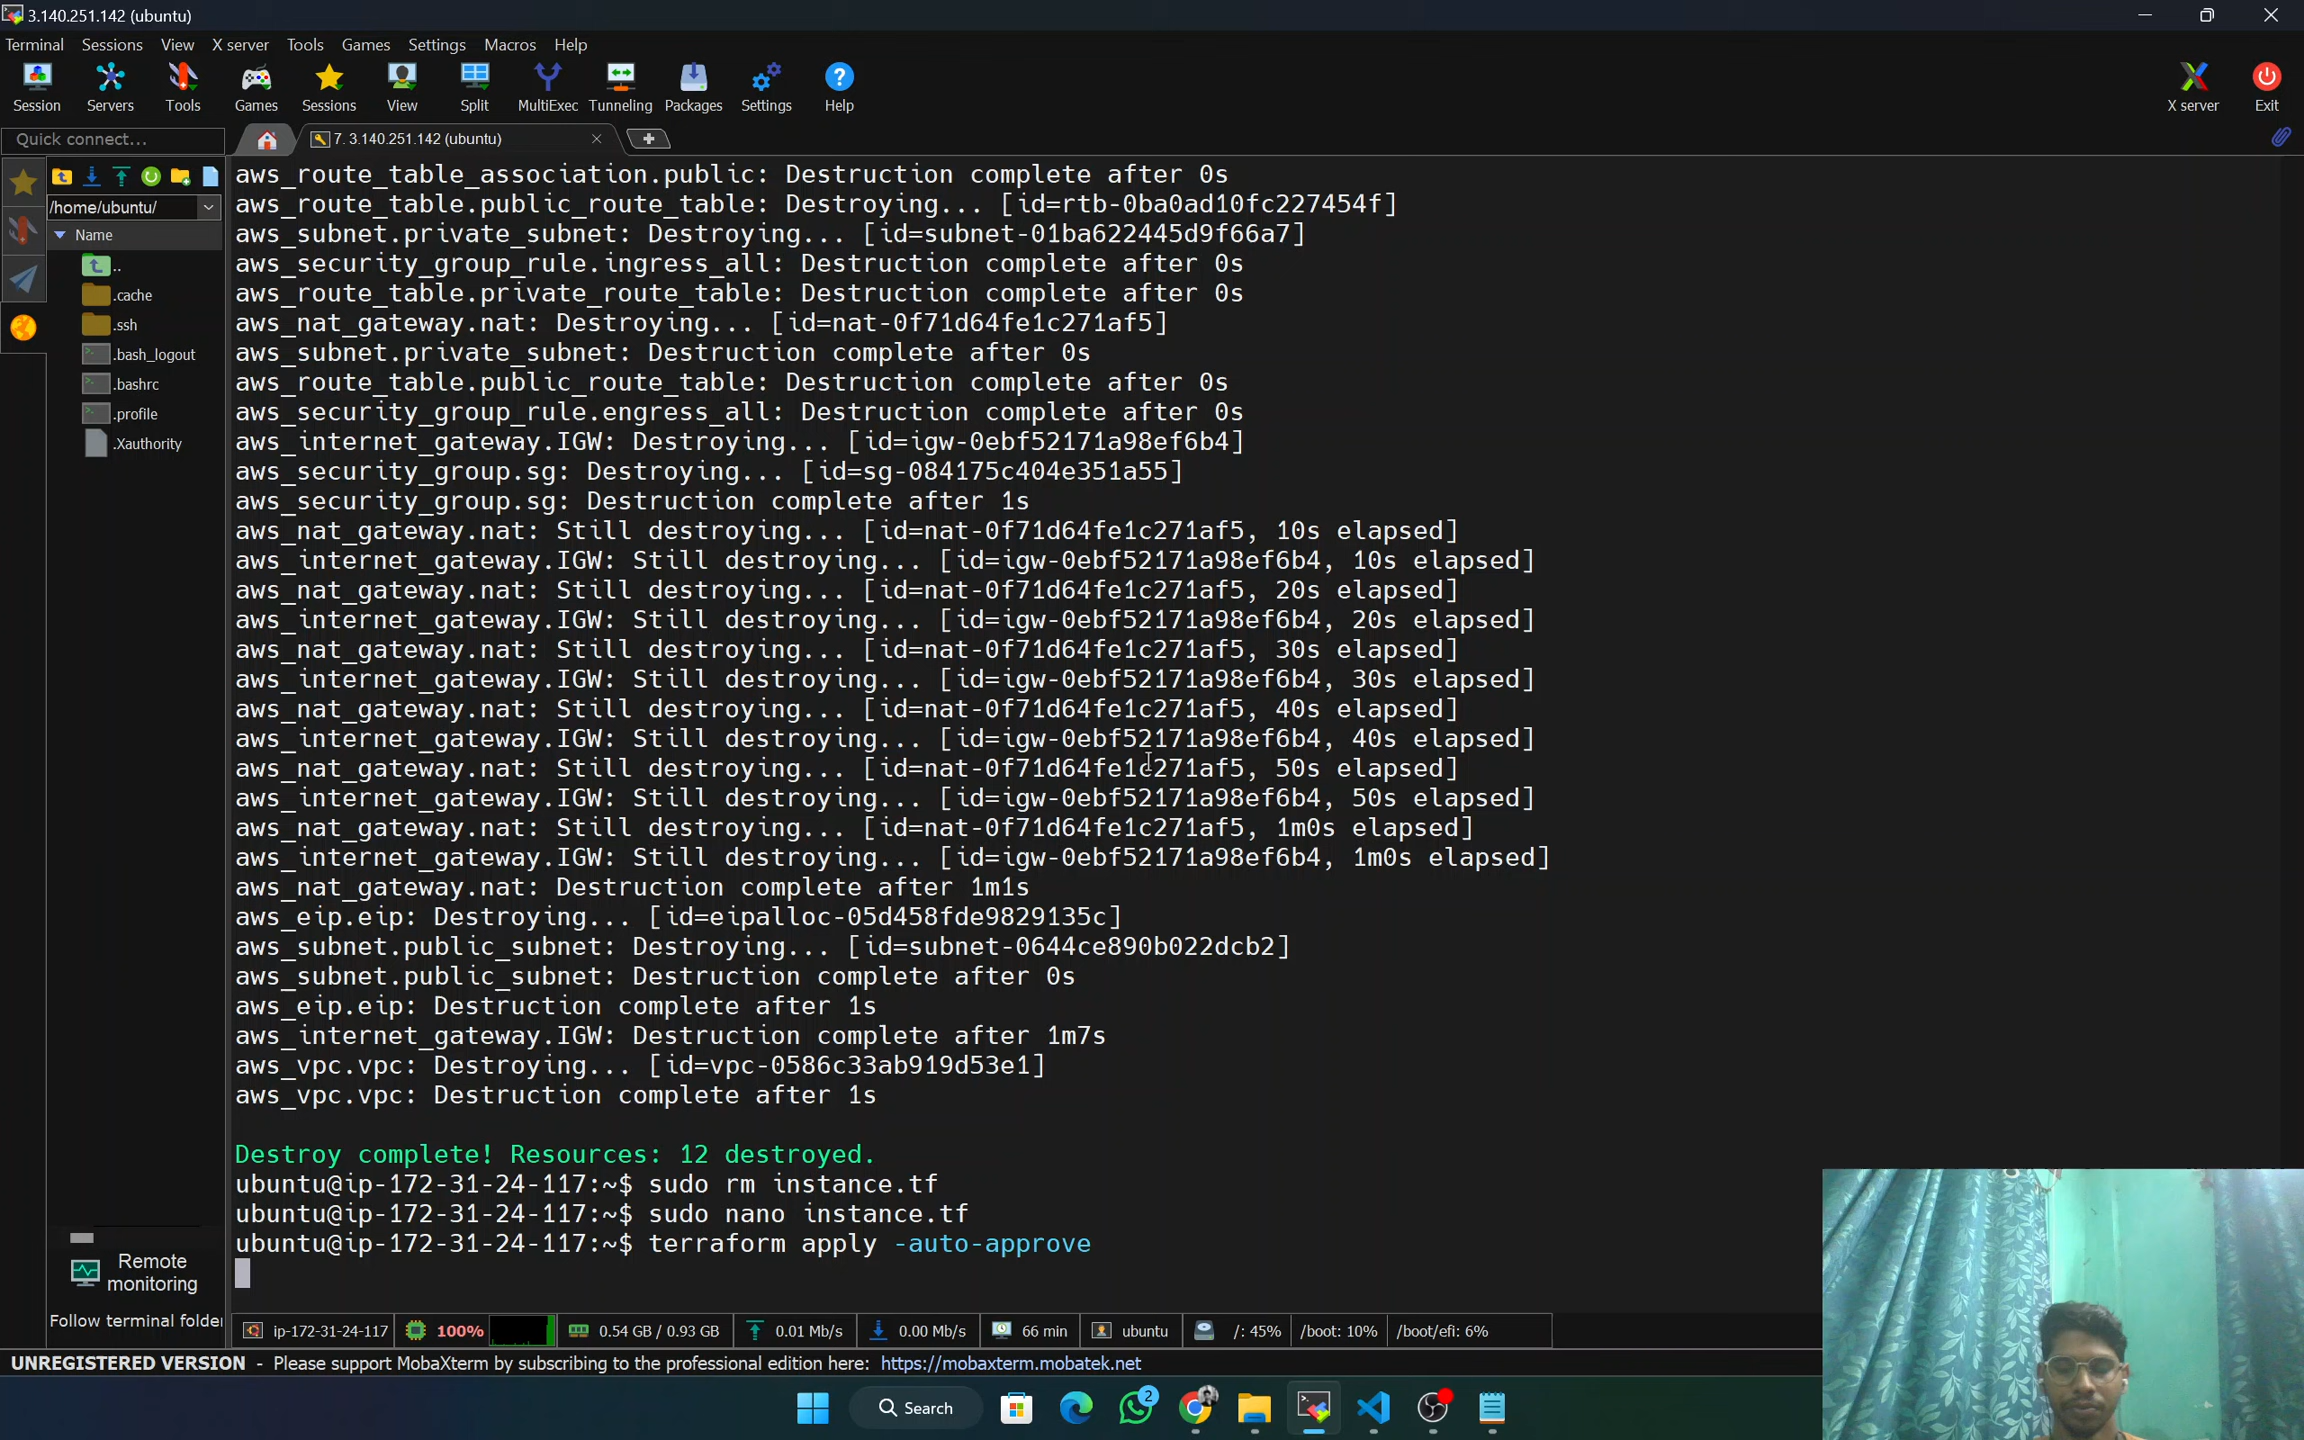 3.140.251.142 (ubuntu)
Terminal Sessions View X server Tools Games Settings Macros Help
Session Servers Tools Games Sessions View Split MultiExec Tunneling Packages Settings Help X server Exit
Quick connect...
7. 3.140.251.142 (ubuntu)
/home/ubuntu/
Name
..
.cache
.ssh
.bash_logout
.bashrc
.profile
.Xauthority
aws_route_table_association.public: Destruction complete after 0s
aws_route_table.public_route_table: Destroying... [id=rtb-0ba0ad10fc227454f]
aws_subnet.private_subnet: Destroying... [id=subnet-01ba622445d9f66a7]
aws_security_group_rule.ingress_all: Destruction complete after 0s
aws_route_table.private_route_table: Destruction complete after 0s
aws_nat_gateway.nat: Destroying... [id=nat-0f71d64fe1c271af5]
aws_subnet.private_subnet: Destruction complete after 0s
aws_route_table.public_route_table: Destruction complete after 0s
aws_security_group_rule.engress_all: Destruction complete after 0s
aws_internet_gateway.IGW: Destroying... [id=igw-0ebf52171a98ef6b4]
aws_security_group.sg: Destroying... [id=sg-084175c404e351a55]
aws_security_group.sg: Destruction complete after 1s
aws_nat_gateway.nat: Still destroying... [id=nat-0f71d64fe1c271af5, 10s elapsed]
aws_internet_gateway.IGW: Still destroying... [id=igw-0ebf52171a98ef6b4, 10s elapsed]
aws_nat_gateway.nat: Still destroying... [id=nat-0f71d64fe1c271af5, 20s elapsed]
aws_internet_gateway.IGW: Still destroying... [id=igw-0ebf52171a98ef6b4, 20s elapsed]
aws_nat_gateway.nat: Still destroying... [id=nat-0f71d64fe1c271af5, 30s elapsed]
aws_internet_gateway.IGW: Still destroying... [id=igw-0ebf52171a98ef6b4, 30s elapsed]
aws_nat_gateway.nat: Still destroying... [id=nat-0f71d64fe1c271af5, 40s elapsed]
aws_internet_gateway.IGW: Still destroying... [id=igw-0ebf52171a98ef6b4, 40s elapsed]
aws_nat_gateway.nat: Still destroying... [id=nat-0f71d64fe1c271af5, 50s elapsed]
aws_internet_gateway.IGW: Still destroying... [id=igw-0ebf52171a98ef6b4, 50s elapsed]
aws_nat_gateway.nat: Still destroying... [id=nat-0f71d64fe1c271af5, 1m0s elapsed]
aws_internet_gateway.IGW: Still destroying... [id=igw-0ebf52171a98ef6b4, 1m0s elapsed]
aws_nat_gateway.nat: Destruction complete after 1m1s
aws_eip.eip: Destroying... [id=eipalloc-05d458fde9829135c]
aws_subnet.public_subnet: Destroying... [id=subnet-0644ce890b022dcb2]
aws_subnet.public_subnet: Destruction complete after 0s
aws_eip.eip: Destruction complete after 1s
aws_internet_gateway.IGW: Destruction complete after 1m7s
aws_vpc.vpc: Destroying... [id=vpc-0586c33ab919d53e1]
aws_vpc.vpc: Destruction complete after 1s
Destroy complete! Resources: 12 destroyed.
ubuntu@ip-172-31-24-117:~$ sudo rm instance.tf
ubuntu@ip-172-31-24-117:~$ sudo nano instance.tf
ubuntu@ip-172-31-24-117:~$ terraform apply -auto-approve
Remote
monitoring
Follow terminal folder
ip-172-31-24-117 100% 0.54 GB / 0.93 GB 0.01 Mb/s 0.00 Mb/s 66 min ubuntu /: 45% /boot: 10% /boot/efi: 6%
UNREGISTERED VERSION - Please support MobaXterm by subscribing to the professional edition here: https://mobaxterm.mobatek.net
Search 2